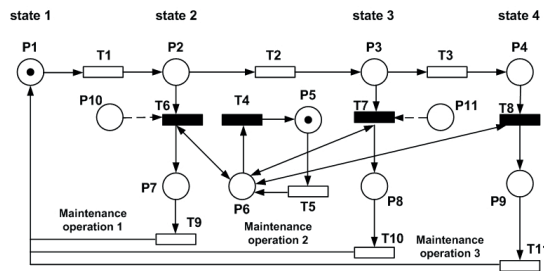 state 1 state 2 state 3 state 4
P1 T1 P2 T2 P3 T3 P4
P10 T6 T4 P5 T7 P11 T8
P7 P6 T5 P8 P9
Maintenance operation 1
T9
Maintenance operation 2
T10
Maintenance operation 3
T11